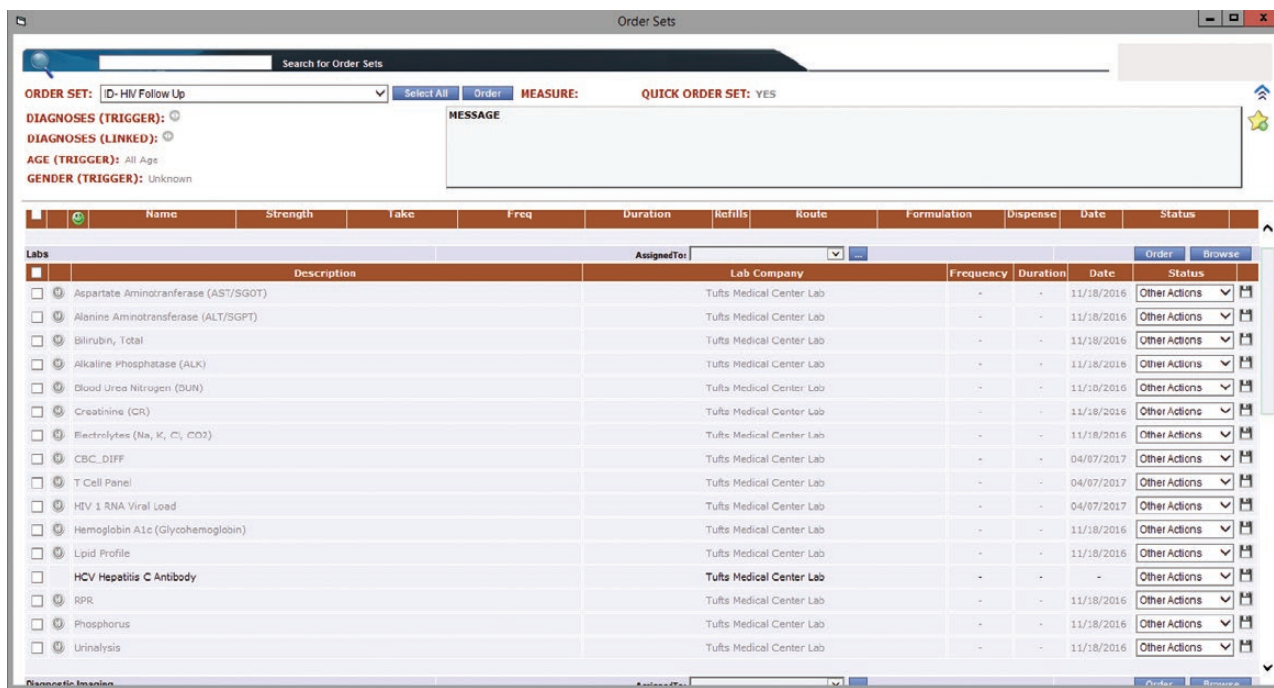 Order Sets
Search for Order Sets
ORDER SET: ID- HIV Follow Up Select All Order MEASURE: QUICK ORDER SET: YES
DIAGNOSES (TRIGGER):
DIAGNOSES (LINKED):
AGE (TRIGGER): All Age
GENDER (TRIGGER): Unknown
MESSAGE
Name Strength Take Freq Duration Refills Route Formulation Dispense Date Status
Labs AssignedTo: ... Order Browse
Description Lab Company Frequency Duration Date Status
Aspartate Aminotranferase (AST/SGOT) Tufts Medical Center Lab - - 11/18/2016 Other Actions
Alanine Aminotransferase (ALT/SGPT) Tufts Medical Center Lab - - 11/18/2016 Other Actions
Bilirubin, Total Tufts Medical Center Lab - - 11/18/2016 Other Actions
Alkaline Phosphatase (ALK) Tufts Medical Center Lab - - 11/18/2016 Other Actions
Blood Urea Nitrogen (BUN) Tufts Medical Center Lab - - 11/18/2016 Other Actions
Creatinine (CR) Tufts Medical Center Lab - - 11/18/2016 Other Actions
Electrolytes (Na, K, Cl, CO2) Tufts Medical Center Lab - - 11/18/2016 Other Actions
CBC_DIFF Tufts Medical Center Lab - - 04/07/2017 Other Actions
T Cell Panel Tufts Medical Center Lab - - 04/07/2017 Other Actions
HIV 1 RNA Viral Load Tufts Medical Center Lab - - 04/07/2017 Other Actions
Hemoglobin A1c (Glycohemoglobin) Tufts Medical Center Lab - - 11/18/2016 Other Actions
Lipid Profile Tufts Medical Center Lab - - 11/18/2016 Other Actions
HCV Hepatitis C Antibody Tufts Medical Center Lab - - - Other Actions
RPR Tufts Medical Center Lab - - 11/18/2016 Other Actions
Phosphorus Tufts Medical Center Lab - - 11/18/2016 Other Actions
Urinalysis Tufts Medical Center Lab - - 11/18/2016 Other Actions
Diagnostic Imaging AssignedTo: Order Browse